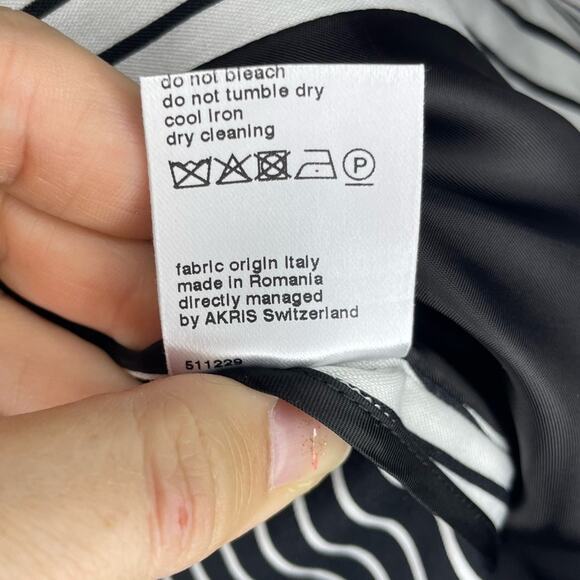 do not bleach
do not tumble dry
cool iron
dry cleaning
P
fabric origin Italy
made in Romania
directly managed
by AKRIS Switzerland
511229